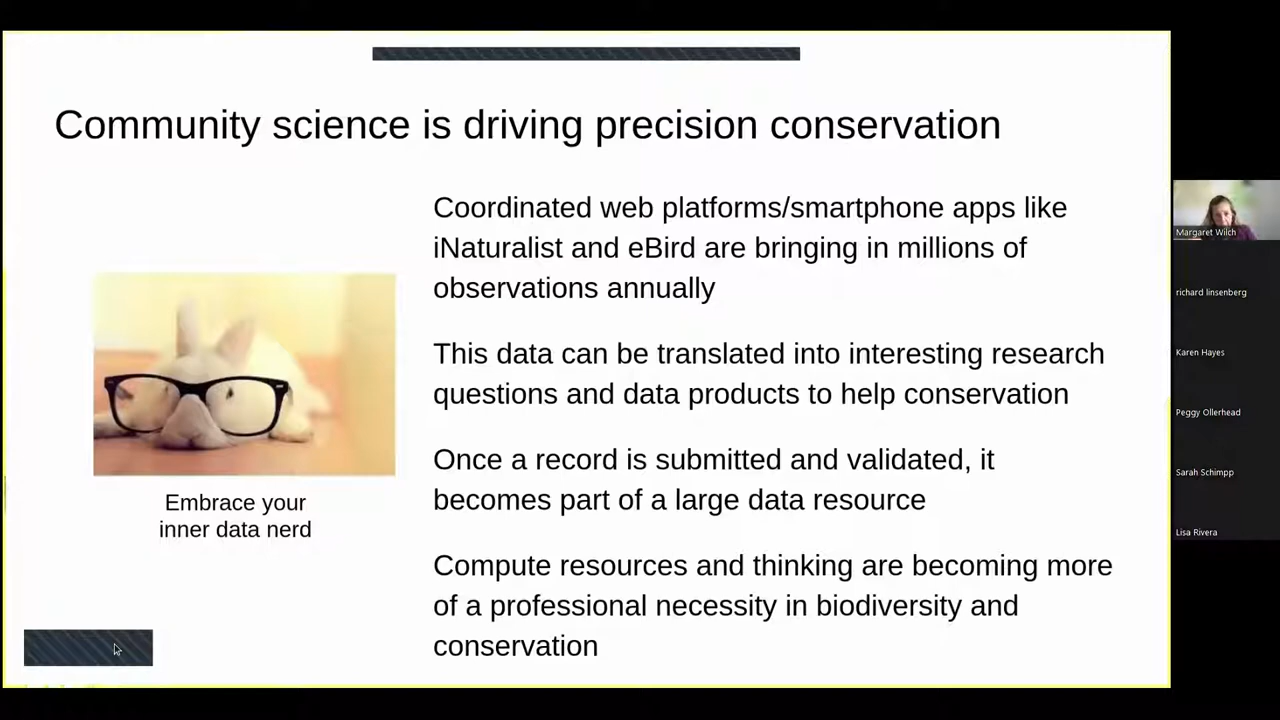 Community science is driving precision conservation
Coordinated web platforms/smartphone apps like
iNaturalist and eBird are bringing in millions of
observations annually
This data can be translated into interesting research
questions and data products to help conservation
Once a record is submitted and validated, it
becomes part of a large data resource
Compute resources and thinking are becoming more
of a professional necessity in biodiversity and
conservation
Embrace your
inner data nerd
Margaret Wilch
richard linsenberg
Karen Hayes
Peggy Ollerhead
Sarah Schimpp
Lisa Rivera